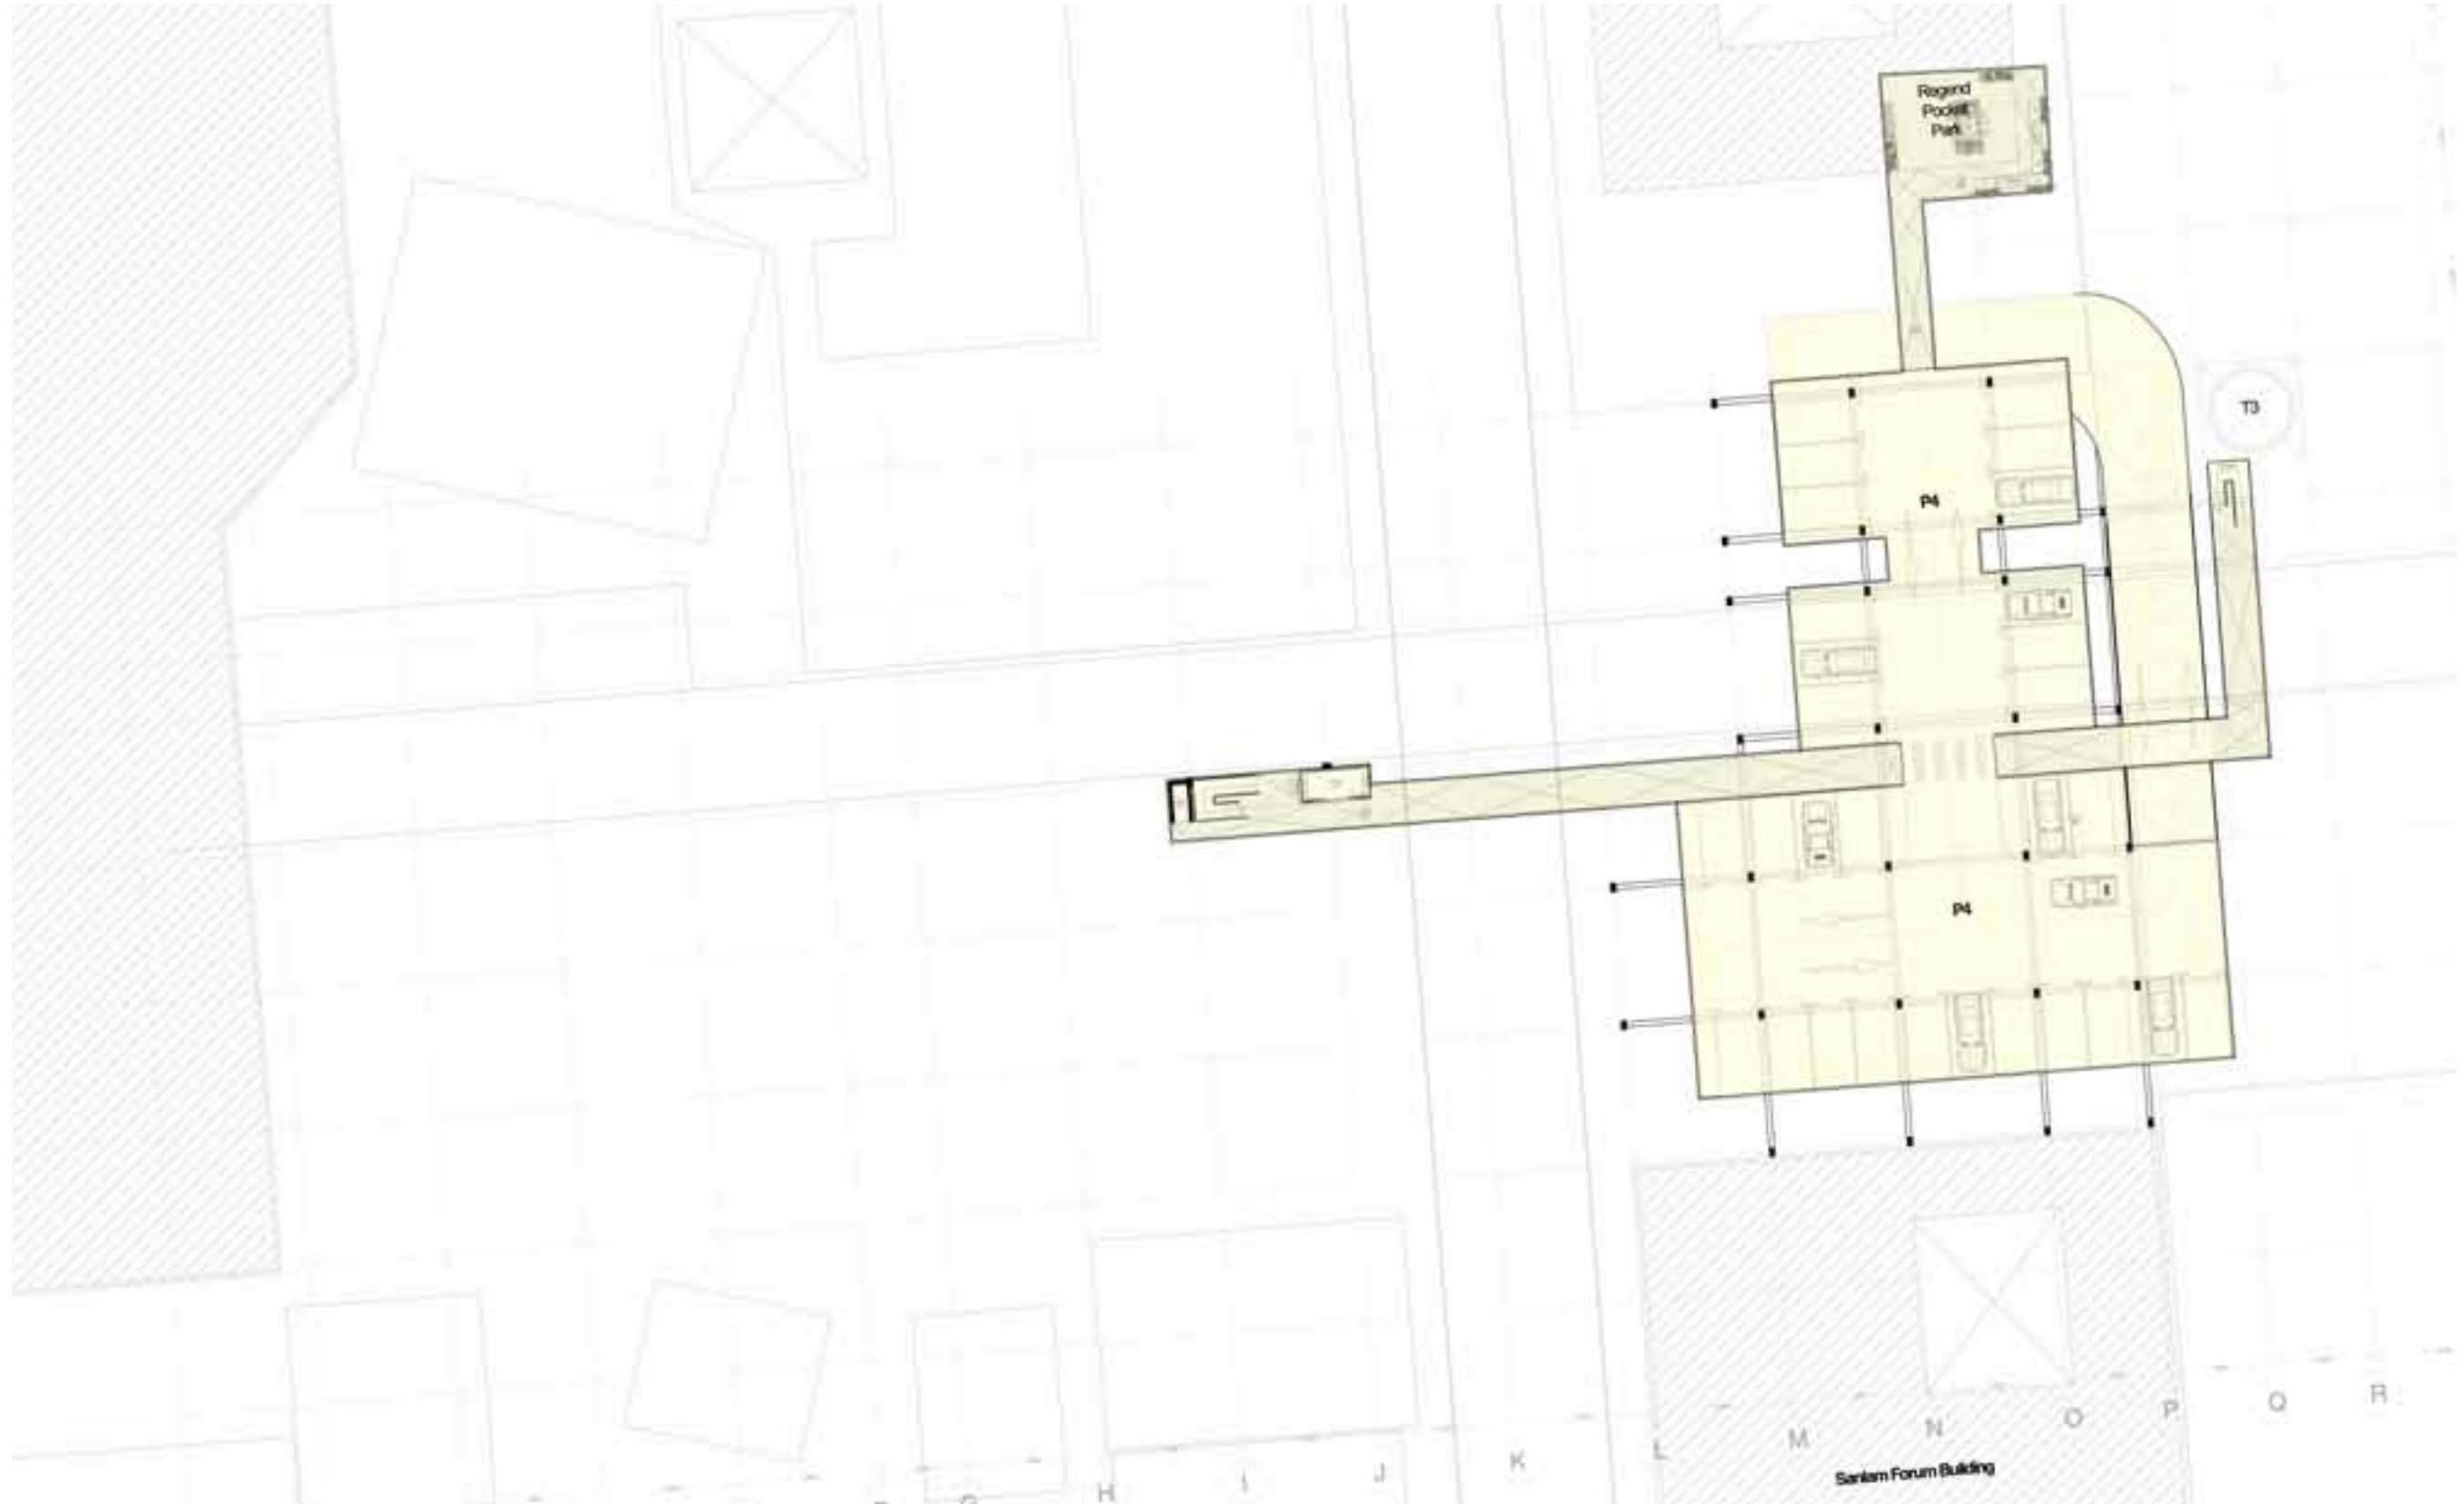 Regend
Pocket
Park
T3
P4
P4
H
I
J
K
L
M
N
O
P
Q
R
Sanlam Forum Building